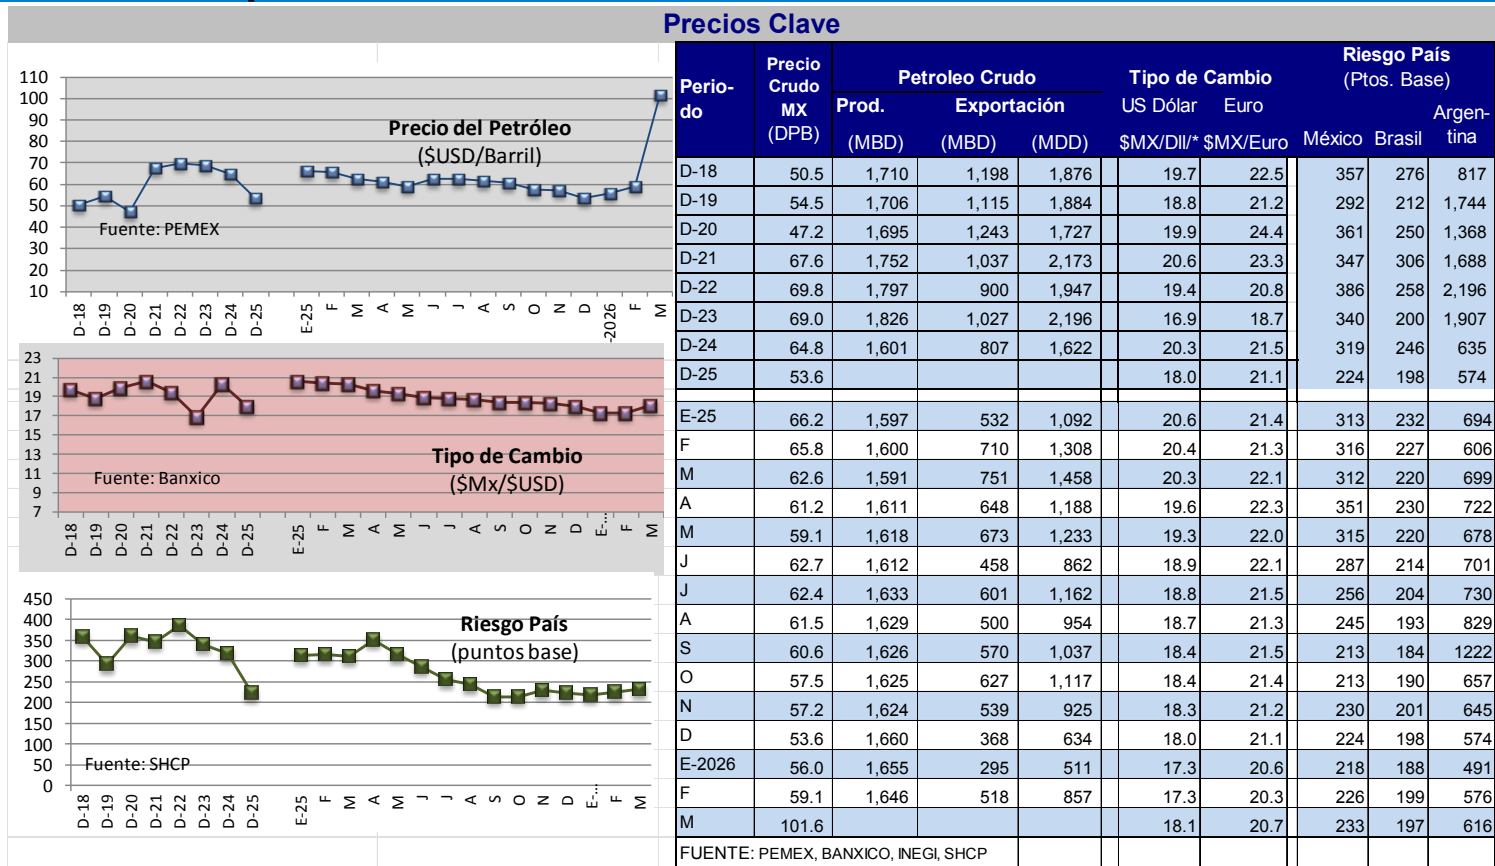 Precios Clave
110
100
90
80
70
60
50
40
30
20
10
Precio del Petróleo
($USD/Barril)
Fuente: PEMEX
D-18 D-19 D-20 D-21 D-22 D-23 D-24 D-25 E-25 F M A M J J A S O N D -2026 F M
23
21
19
17
15
13
11
9
7
Tipo de Cambio
($Mx/$USD)
Fuente: Banxico
D-18 D-19 D-20 D-21 D-22 D-23 D-24 D-25 E-25 F M A M J J A S O N D E-... F M
450
400
350
300
250
200
150
100
50
0
Riesgo País
(puntos base)
Fuente: SHCP
D-18 D-19 D-20 D-21 D-22 D-23 D-24 D-25 E-25 F M A M J J A S O N D E-... F M
Perio-
do
Precio
Crudo
MX
(DPB)
Petroleo Crudo
Prod. Exportación
(MBD) (MBD) (MDD)
Tipo de Cambio
US Dólar Euro
$MX/Dll/* $MX/Euro
Riesgo País
(Ptos. Base)
México Brasil Argen-
tina
D-18 50.5 1,710 1,198 1,876 19.7 22.5 357 276 817
D-19 54.5 1,706 1,115 1,884 18.8 21.2 292 212 1,744
D-20 47.2 1,695 1,243 1,727 19.9 24.4 361 250 1,368
D-21 67.6 1,752 1,037 2,173 20.6 23.3 347 306 1,688
D-22 69.8 1,797 900 1,947 19.4 20.8 386 258 2,196
D-23 69.0 1,826 1,027 2,196 16.9 18.7 340 200 1,907
D-24 64.8 1,601 807 1,622 20.3 21.5 319 246 635
D-25 53.6 18.0 21.1 224 198 574
E-25 66.2 1,597 532 1,092 20.6 21.4 313 232 694
F 65.8 1,600 710 1,308 20.4 21.3 316 227 606
M 62.6 1,591 751 1,458 20.3 22.1 312 220 699
A 61.2 1,611 648 1,188 19.6 22.3 351 230 722
M 59.1 1,618 673 1,233 19.3 22.0 315 220 678
J 62.7 1,612 458 862 18.9 22.1 287 214 701
J 62.4 1,633 601 1,162 18.8 21.5 256 204 730
A 61.5 1,629 500 954 18.7 21.3 245 193 829
S 60.6 1,626 570 1,037 18.4 21.5 213 184 1222
O 57.5 1,625 627 1,117 18.4 21.4 213 190 657
N 57.2 1,624 539 925 18.3 21.2 230 201 645
D 53.6 1,660 368 634 18.0 21.1 224 198 574
E-2026 56.0 1,655 295 511 17.3 20.6 218 188 491
F 59.1 1,646 518 857 17.3 20.3 226 199 576
M 101.6 18.1 20.7 233 197 616
FUENTE: PEMEX, BANXICO, INEGI, SHCP